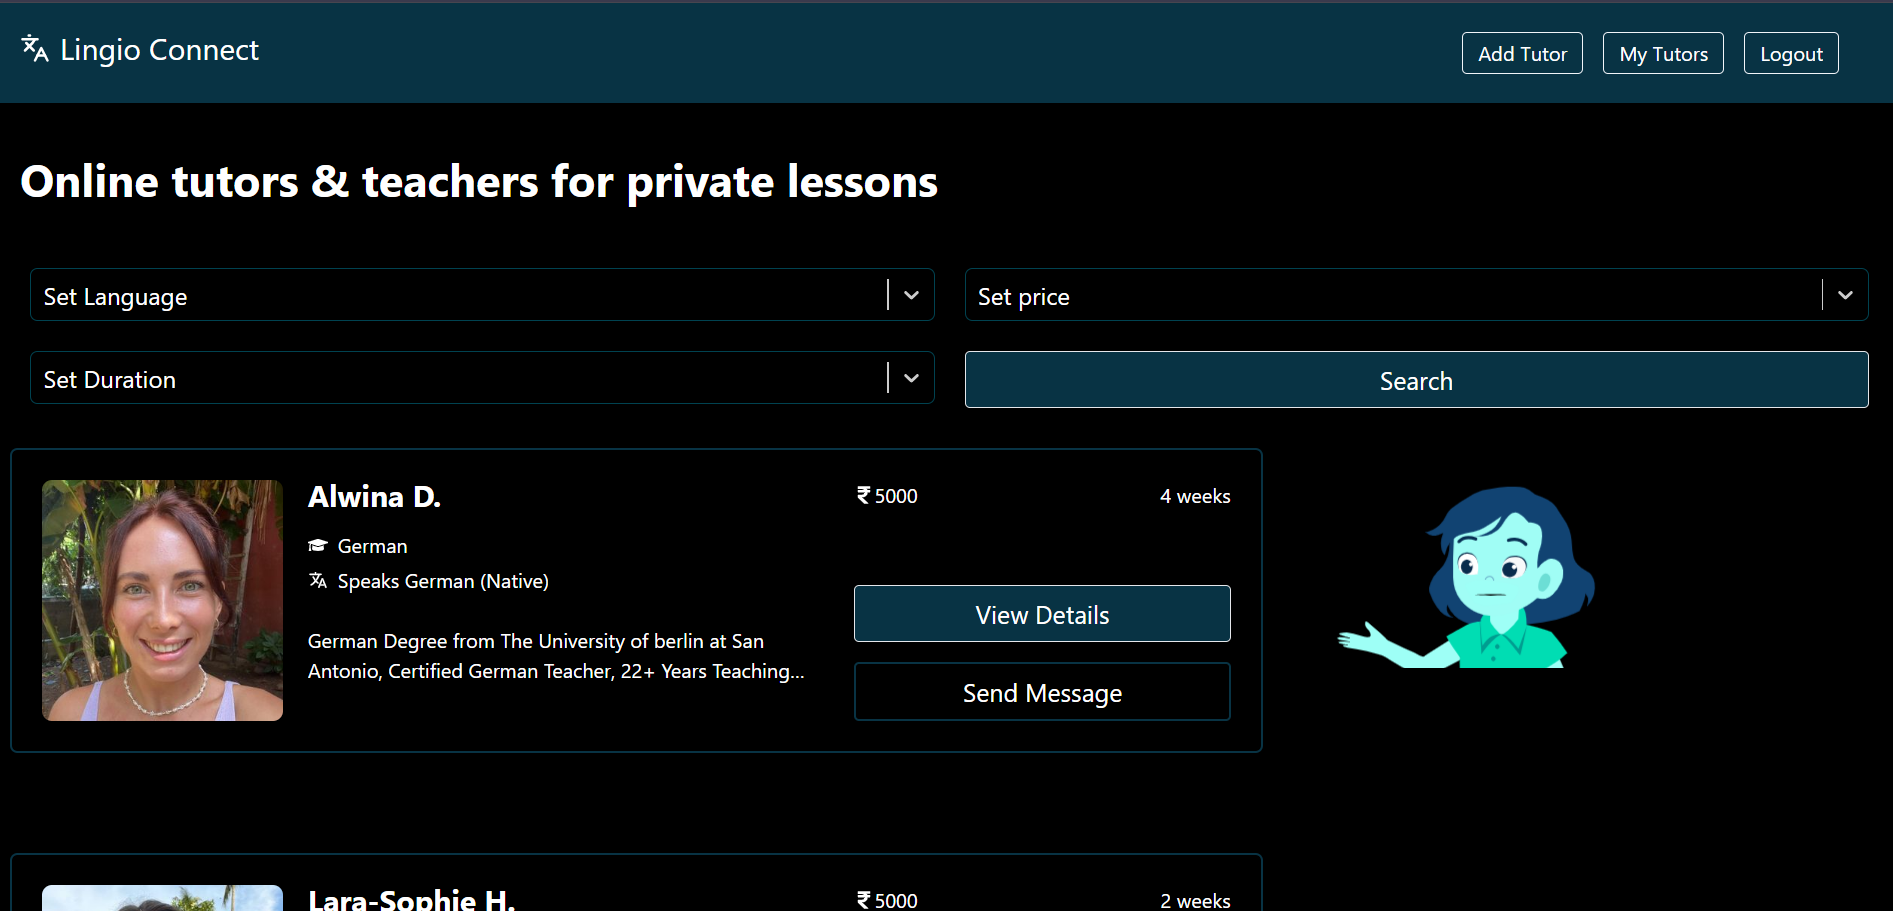 Lingio Connect
Add Tutor
My Tutors
Logout
Online tutors & teachers for private lessons
Set Language
Set price
Set Duration
Search
Alwina D.
₹ 5000
4 weeks
German
Speaks German (Native)
German Degree from The University of berlin at San
Antonio, Certified German Teacher, 22+ Years Teaching...
View Details
Send Message
Lara-Sophie H.
₹ 5000
2 weeks